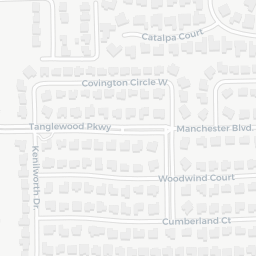 Catalpa Court
Covington Circle W
Tanglewood Pkwy
Manchester Blvd.
Kenilworth Dr
Woodwind Court
Cumberland Ct